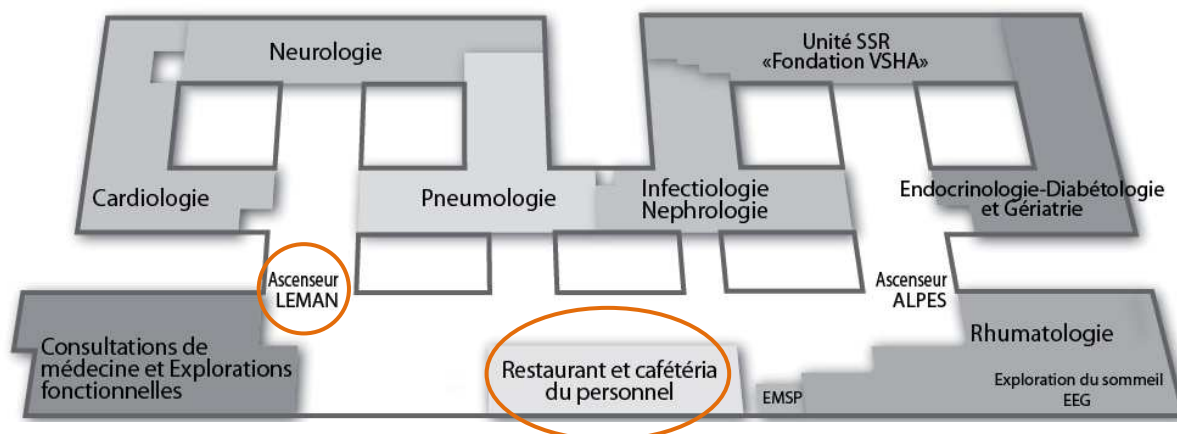 Neurologie
Unité SSR
«Fondation VSHA»
Cardiologie
Pneumologie
Infectiologie
Nephrologie
Endocrinologie-Diabétologie
et Gériatrie
Ascenseur
LEMAN
Ascenseur
ALPES
Consultations de
médecine et Explorations
fonctionnelles
Restaurant et cafétéria
du personnel
EMSP
Rhumatologie
Exploration du sommeil
EEG